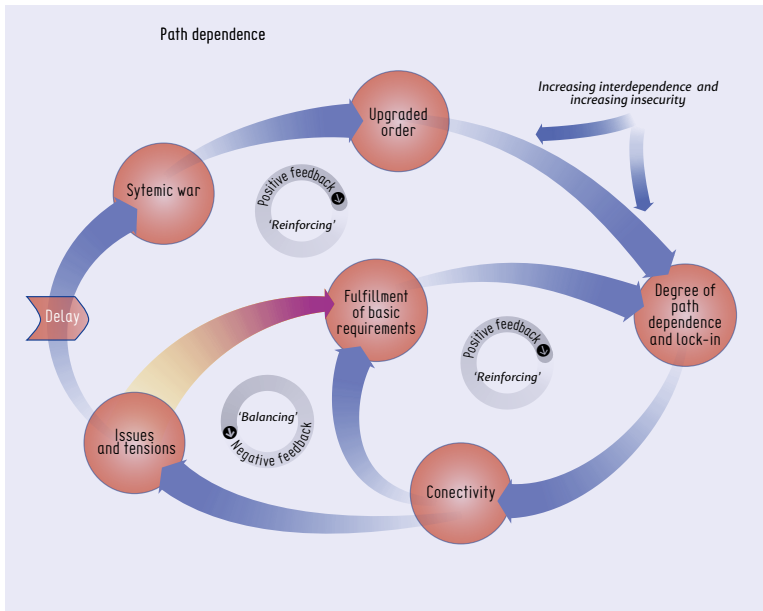 Path dependence
Increasing interdependence and
increasing insecurity
Upgraded
order
Sytemic war
Positive feedback
‘Reinforcing’
Delay
Fulfillment
of basic
requirements
Degree of
path
dependence
and lock-in
Positive feedback
‘Reinforcing’
‘Balancing’
Negative feedback
Issues
and tensions
Conectivity